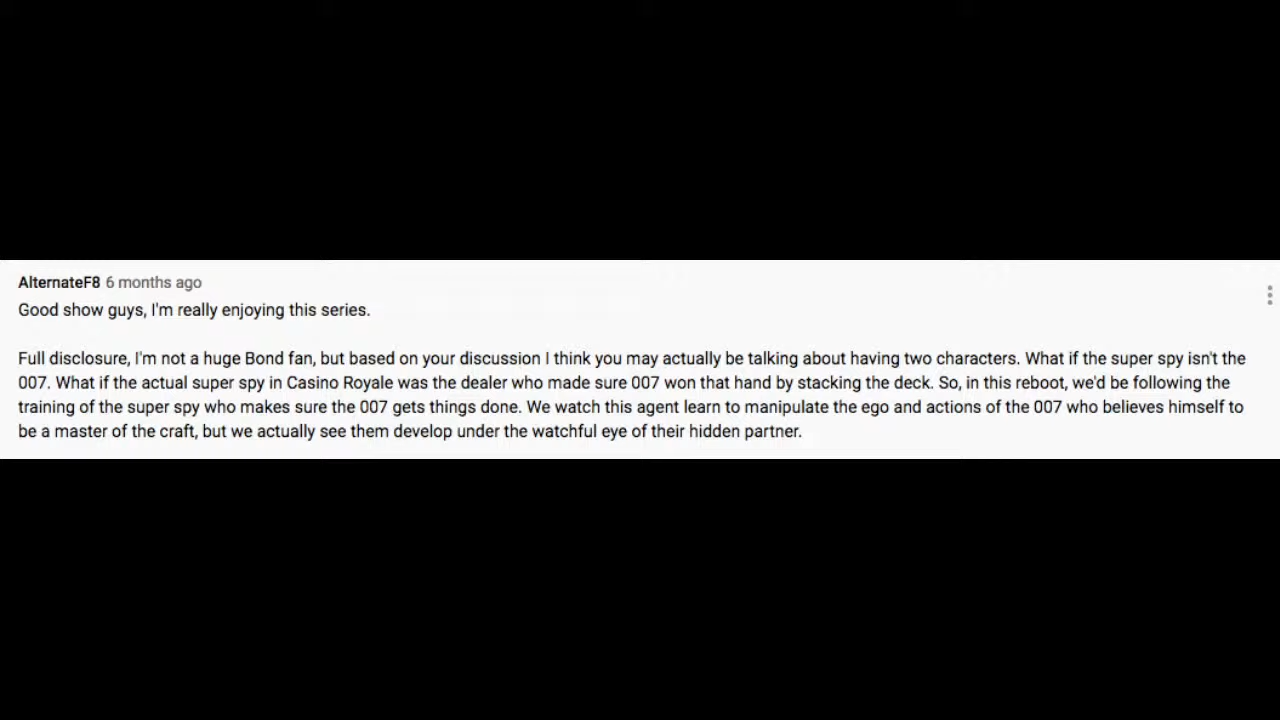 AlternateF8 6 months ago
Good show guys, I'm really enjoying this series.
Full disclosure, I'm not a huge Bond fan, but based on your discussion I think you may actually be talking about having two characters. What if the super spy isn't the
007. What if the actual super spy in Casino Royale was the dealer who made sure 007 won that hand by stacking the deck. So, in this reboot, we'd be following the
training of the super spy who makes sure the 007 gets things done. We watch this agent learn to manipulate the ego and actions of the 007 who believes himself to
be a master of the craft, but we actually see them develop under the watchful eye of their hidden partner.